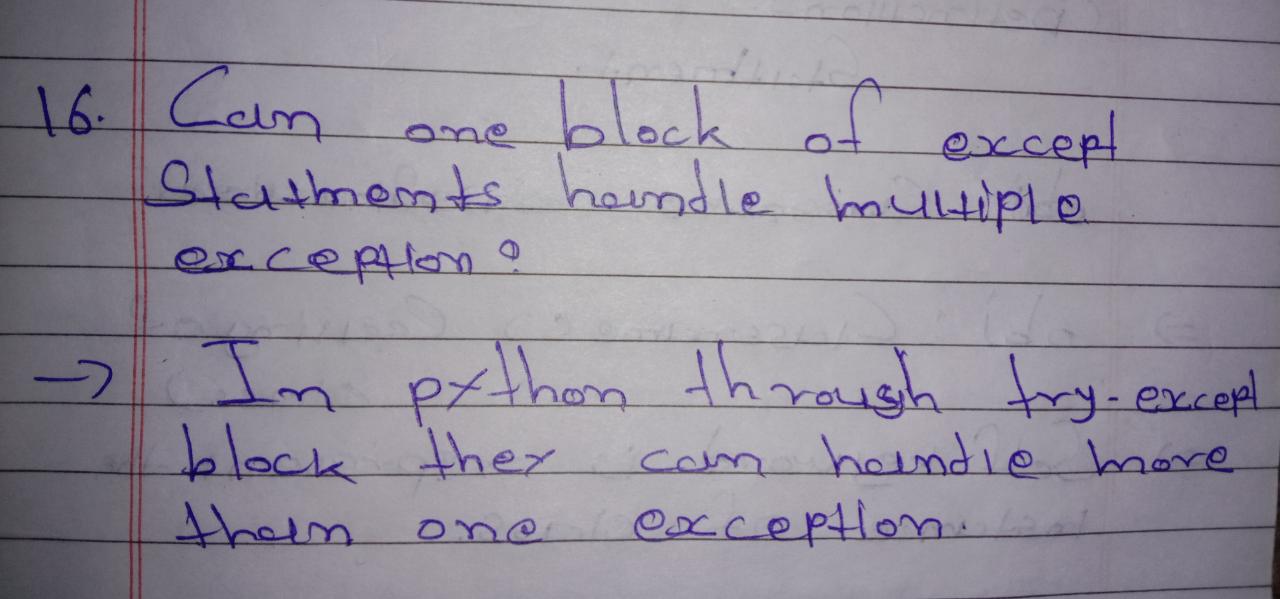 16. Can one block of except
Statments handle multiple
exception?
→ In python through try-except
block they can handle more
than one exception.